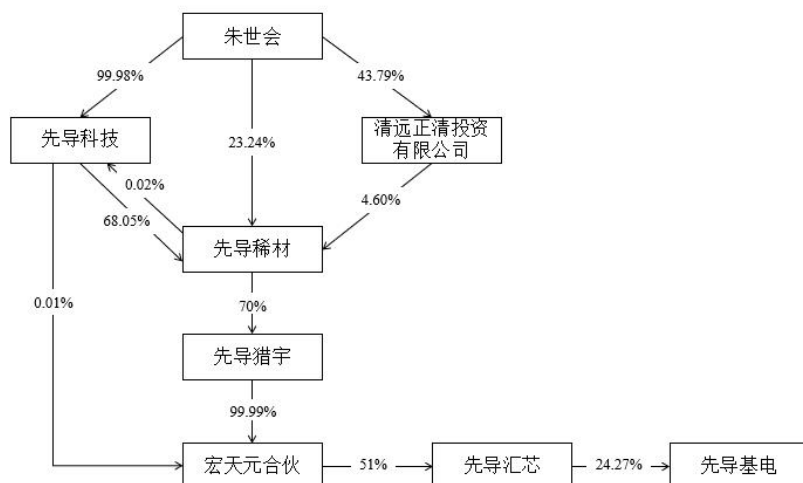 朱世会
99.98%
43.79%
先导科技
23.24%
清远正清投资
有限公司
0.02%
68.05%
4.60%
先导稀材
0.01%
70%
先导猎宇
99.99%
宏天元合伙
51%
先导汇芯
24.27%
先导基电